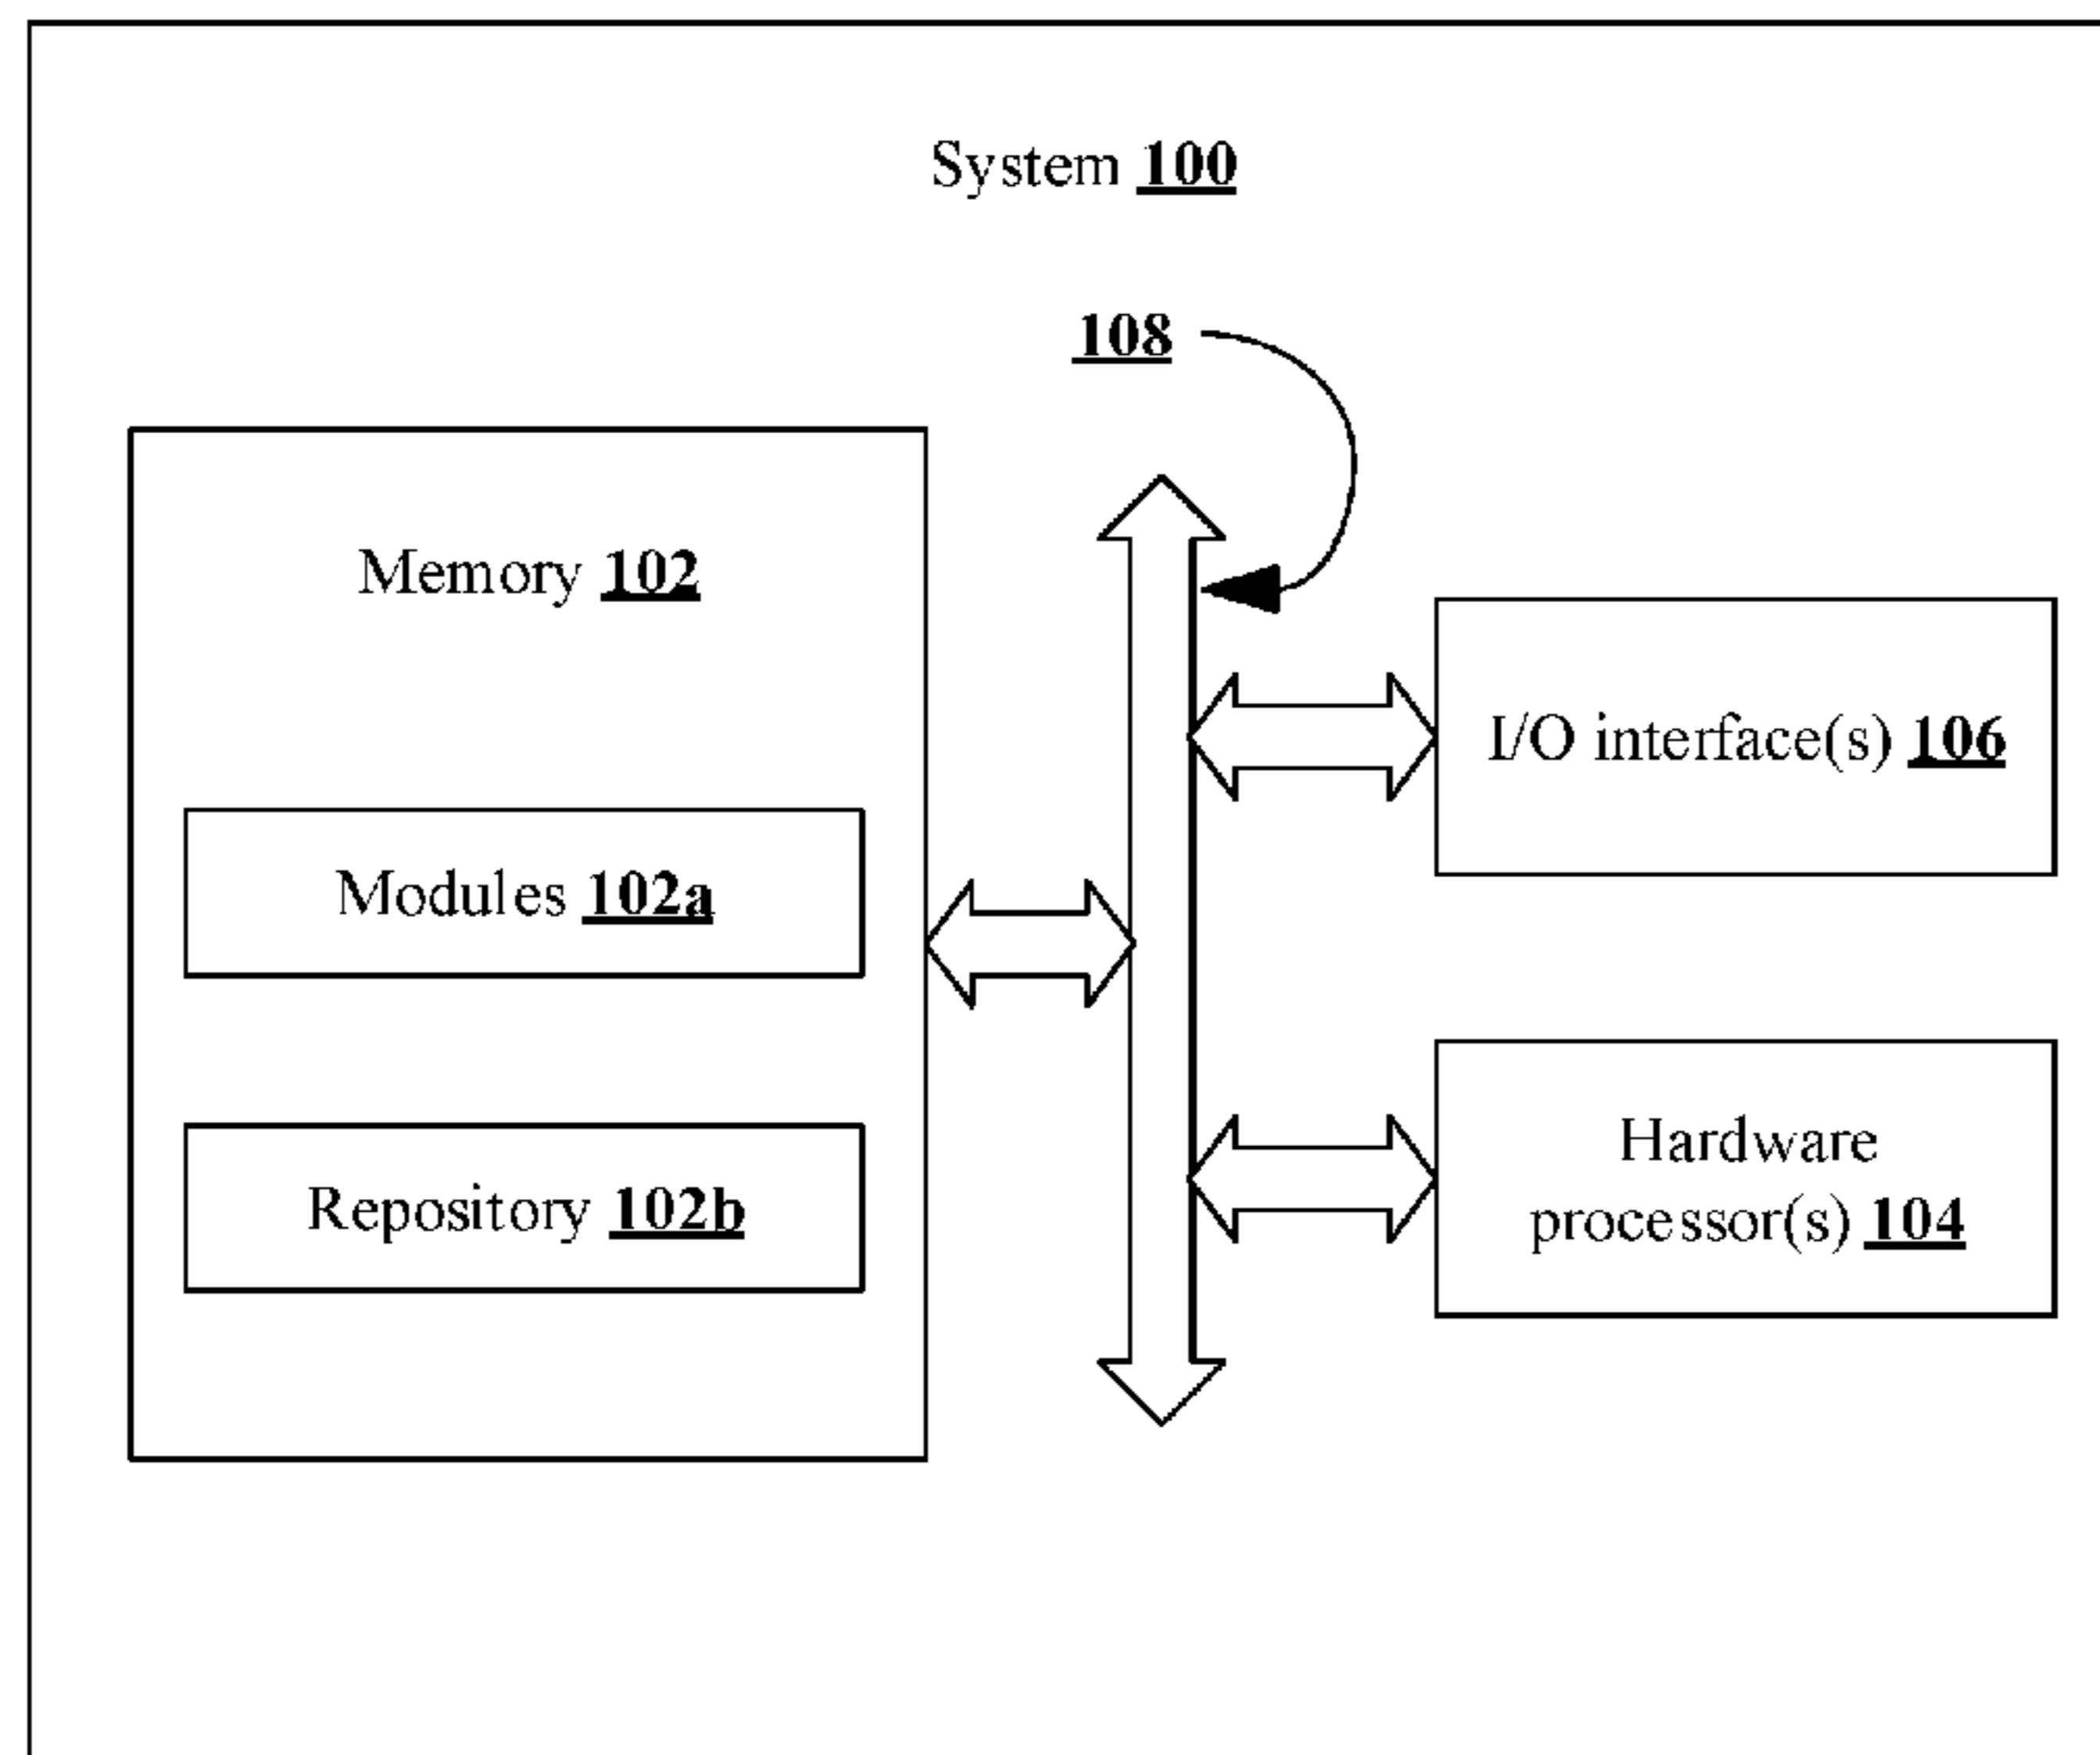 System 100
108
Memory 102
I/O interface(s) 106
Modules 102a
Hardware
processor(s) 104
Repository 102b